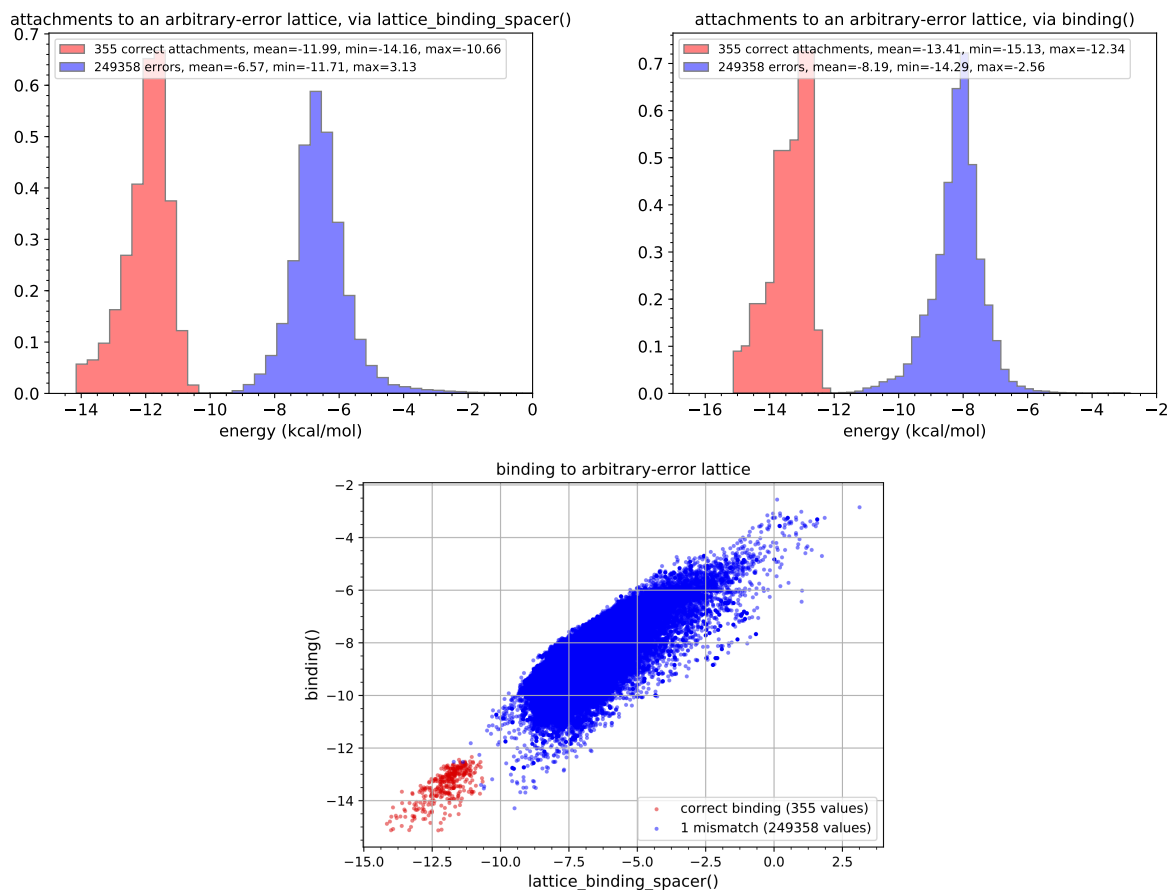 attachments to an arbitrary-error lattice, via lattice_binding_spacer()
355 correct attachments, mean=-11.99, min=-14.16, max=-10.66
249358 errors, mean=-6.57, min=-11.71, max=3.13
0.7
0.6
0.5
0.4
0.3
0.2
0.1
0.0
−14 −12 −10 −8 −6 −4 −2 0
energy (kcal/mol)
attachments to an arbitrary-error lattice, via binding()
355 correct attachments, mean=-13.41, min=-15.13, max=-12.34
249358 errors, mean=-8.19, min=-14.29, max=-2.56
0.7
0.6
0.5
0.4
0.3
0.2
0.1
0.0
−16 −14 −12 −10 −8 −6 −4 −2
energy (kcal/mol)
binding to arbitrary-error lattice
binding()
−2
−4
−6
−8
−10
−12
−14
correct binding (355 values)
1 mismatch (249358 values)
−15.0 −12.5 −10.0 −7.5 −5.0 −2.5 0.0 2.5
lattice_binding_spacer()